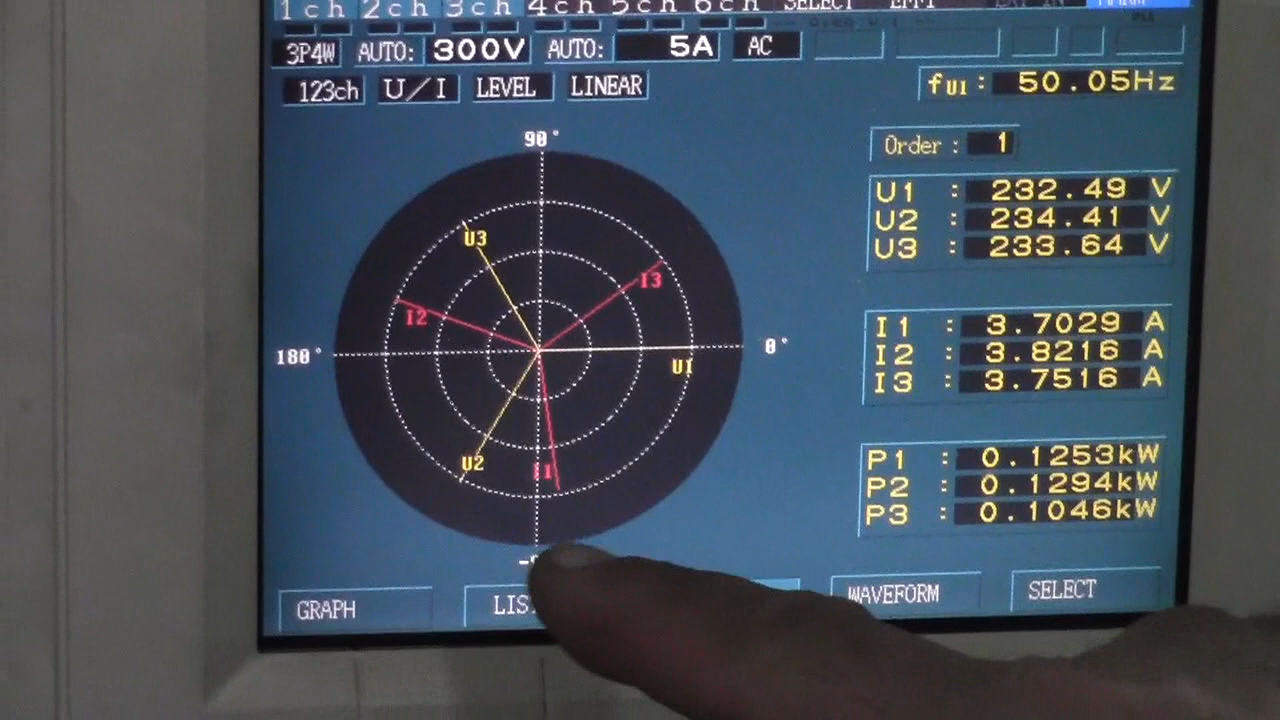 1ch 2ch 3ch 4ch 5ch 6ch SELECT EFFI
3P4W AUTO: 300V AUTO: 5A AC
123ch U/I LEVEL LINEAR fU1: 50.05Hz
90°
Order : 1
U1 : 232.49 V
U2 : 234.41 V
U3 : 233.64 V
U3
I3
I2
I1 : 3.7029 A
I2 : 3.8216 A
I3 : 3.7516 A
180°
0°
U1
U2
I1
P1 : 0.1253kW
P2 : 0.1294kW
P3 : 0.1046kW
GRAPH WAVEFORM SELECT